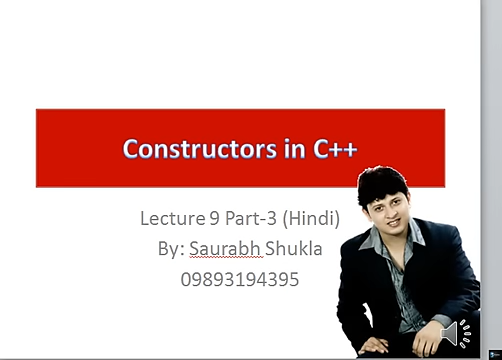 Constructors in C++
Lecture 9 Part-3 (Hindi)
By: Saurabh Shukla
09893194395